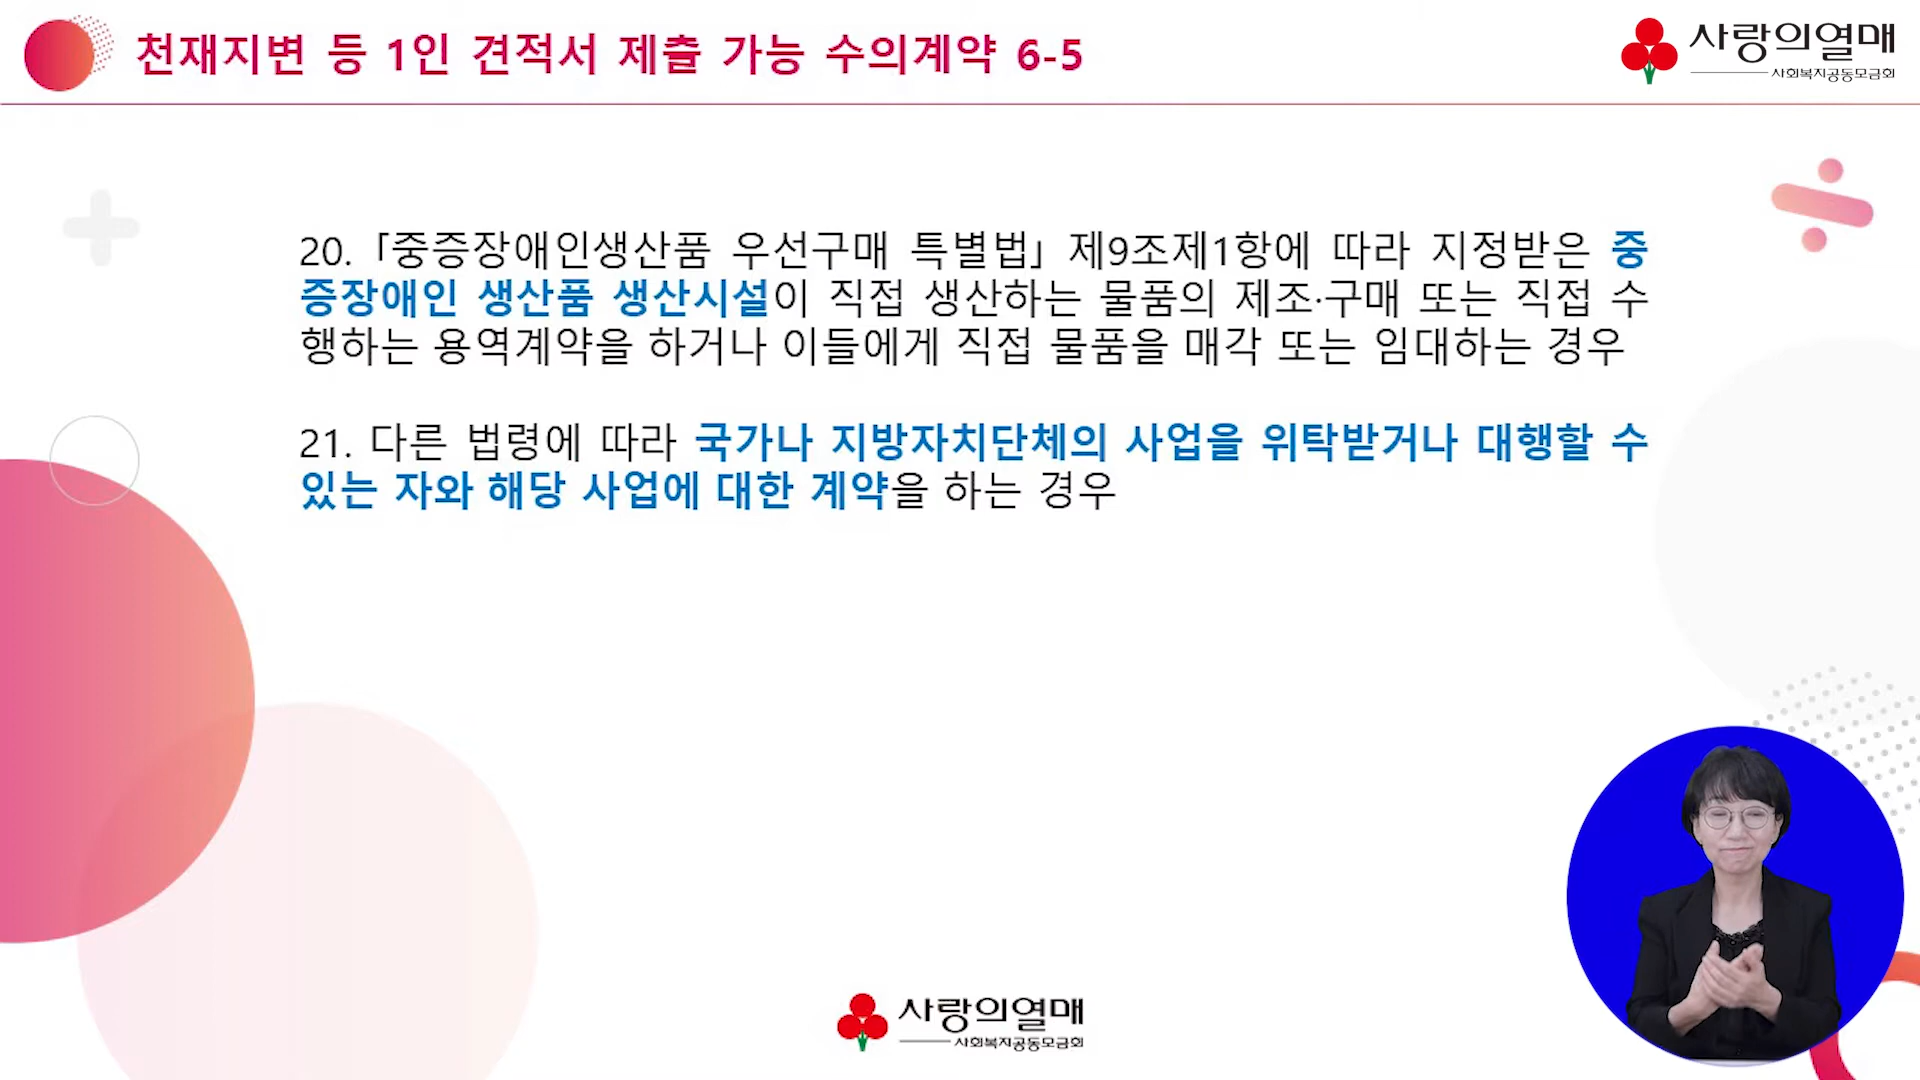 천재지변 등 1인 견적서 제출 가능 수의계약 6-5
사랑의열매
사회복지공동모금회
20. 「중증장애인생산품 우선구매 특별법」 제9조제1항에 따라 지정받은 중
증장애인 생산품 생산시설이 직접 생산하는 물품의 제조·구매 또는 직접 수
행하는 용역계약을 하거나 이들에게 직접 물품을 매각 또는 임대하는 경우
21. 다른 법령에 따라 국가나 지방자치단체의 사업을 위탁받거나 대행할 수
있는 자와 해당 사업에 대한 계약을 하는 경우
사랑의열매
사회복지공동모금회